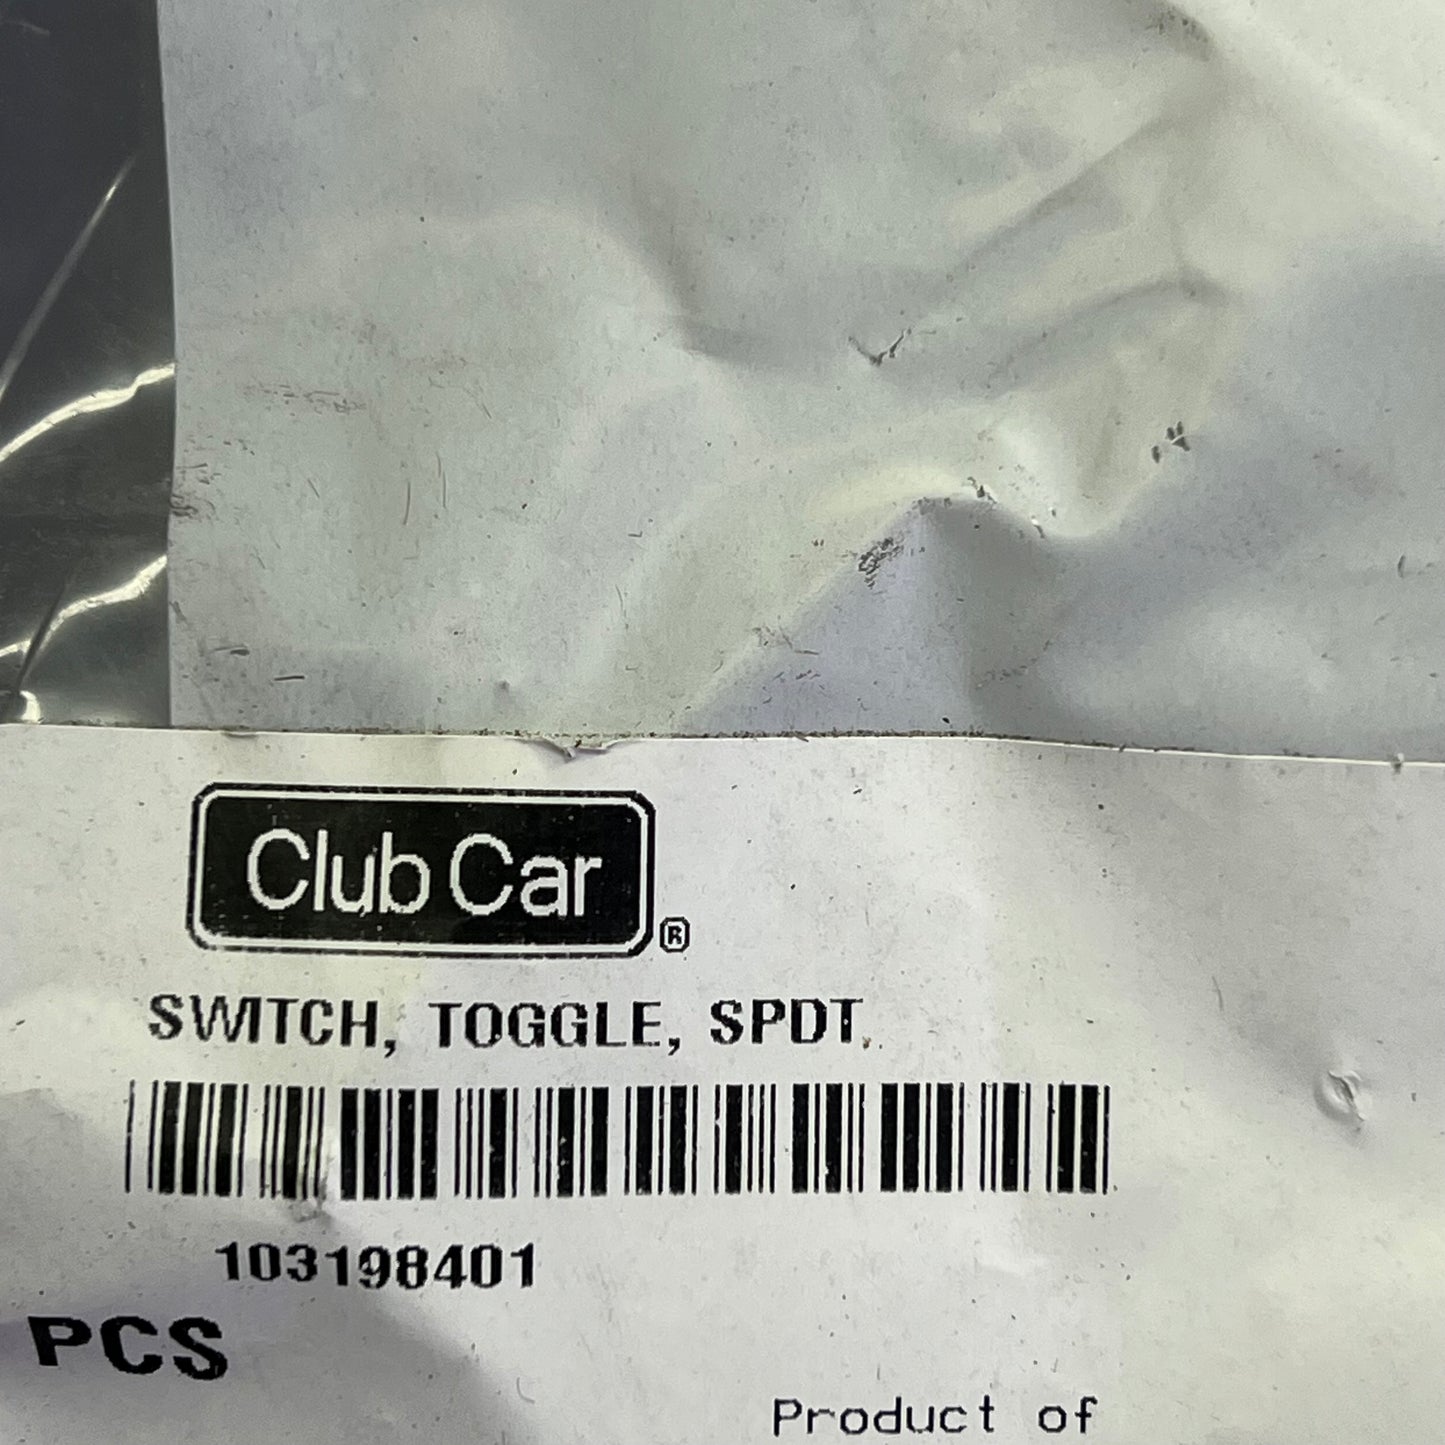 Club Car ®
SWITCH, TOGGLE, SPDT
103198401
PCS
Product of